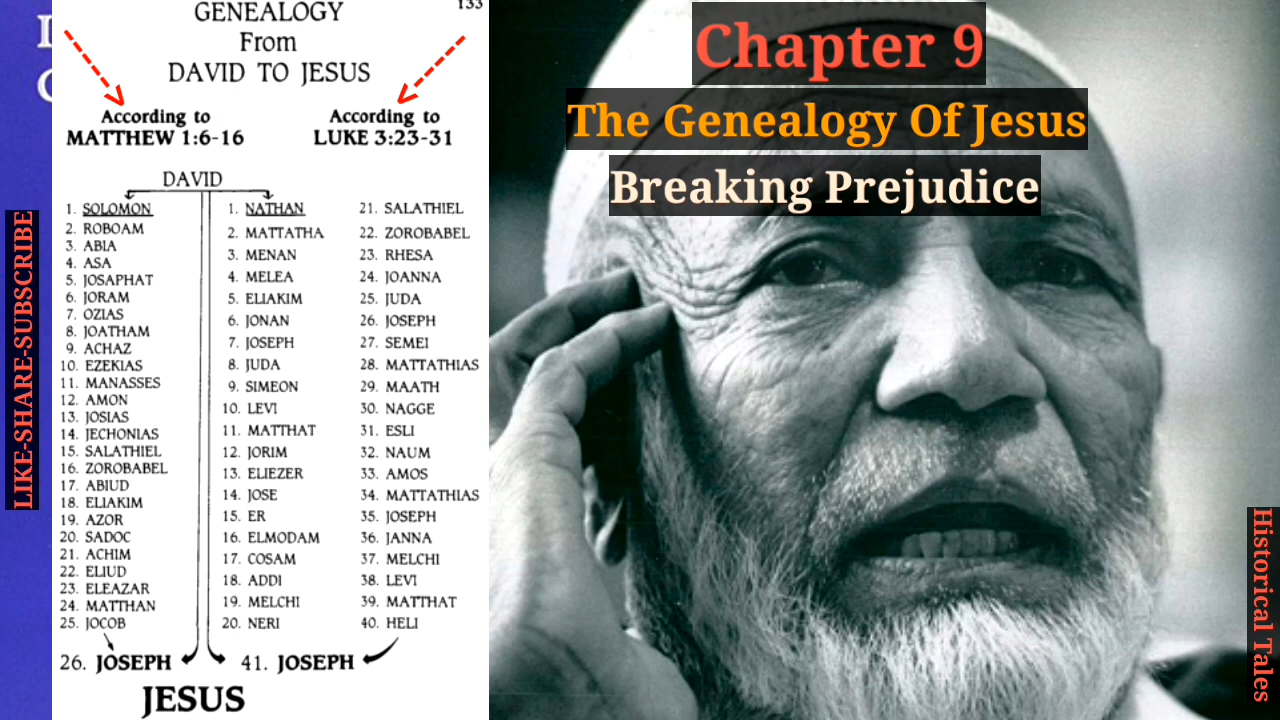 133
GENEALOGY
From
DAVID TO JESUS
According to
MATTHEW 1:6-16
According to
LUKE 3:23-31
DAVID
1. SOLOMON
2. ROBOAM
3. ABIA
4. ASA
5. JOSAPHAT
6. JORAM
7. OZIAS
8. JOATHAM
9. ACHAZ
10. EZEKIAS
11. MANASSES
12. AMON
13. JOSIAS
14. JECHONIAS
15. SALATHIEL
16. ZOROBABEL
17. ABIUD
18. ELIAKIM
19. AZOR
20. SADOC
21. ACHIM
22. ELIUD
23. ELEAZAR
24. MATTHAN
25. JOCOB
26. JOSEPH
1. NATHAN
2. MATTATHA
3. MENAN
4. MELEA
5. ELIAKIM
6. JONAN
7. JOSEPH
8. JUDA
9. SIMEON
10. LEVI
11. MATTHAT
12. JORIM
13. ELIEZER
14. JOSE
15. ER
16. ELMODAM
17. COSAM
18. ADDI
19. MELCHI
20. NERI
21. SALATHIEL
22. ZOROBABEL
23. RHESA
24. JOANNA
25. JUDA
26. JOSEPH
27. SEMEI
28. MATTATHIAS
29. MAATH
30. NAGGE
31. ESLI
32. NAUM
33. AMOS
34. MATTATHIAS
35. JOSEPH
36. JANNA
37. MELCHI
38. LEVI
39. MATTHAT
40. HELI
41. JOSEPH
JESUS
Chapter 9
The Genealogy Of Jesus
Breaking Prejudice
LIKE-SHARE-SUBSCRIBE
Historical Tales